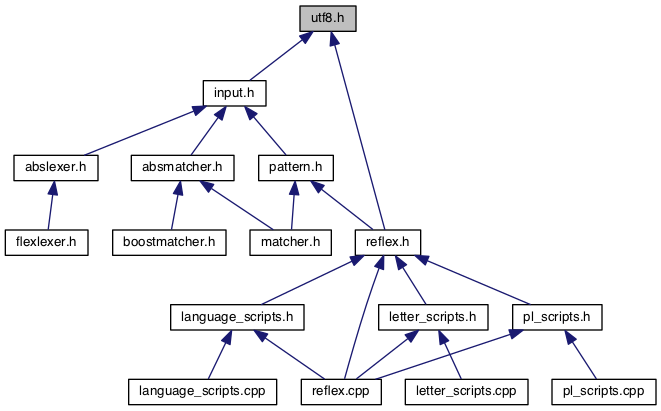 utf8.h
input.h
abslexer.h
absmatcher.h
pattern.h
flexlexer.h
boostmatcher.h
matcher.h
reflex.h
language_scripts.h
letter_scripts.h
pl_scripts.h
language_scripts.cpp
reflex.cpp
letter_scripts.cpp
pl_scripts.cpp